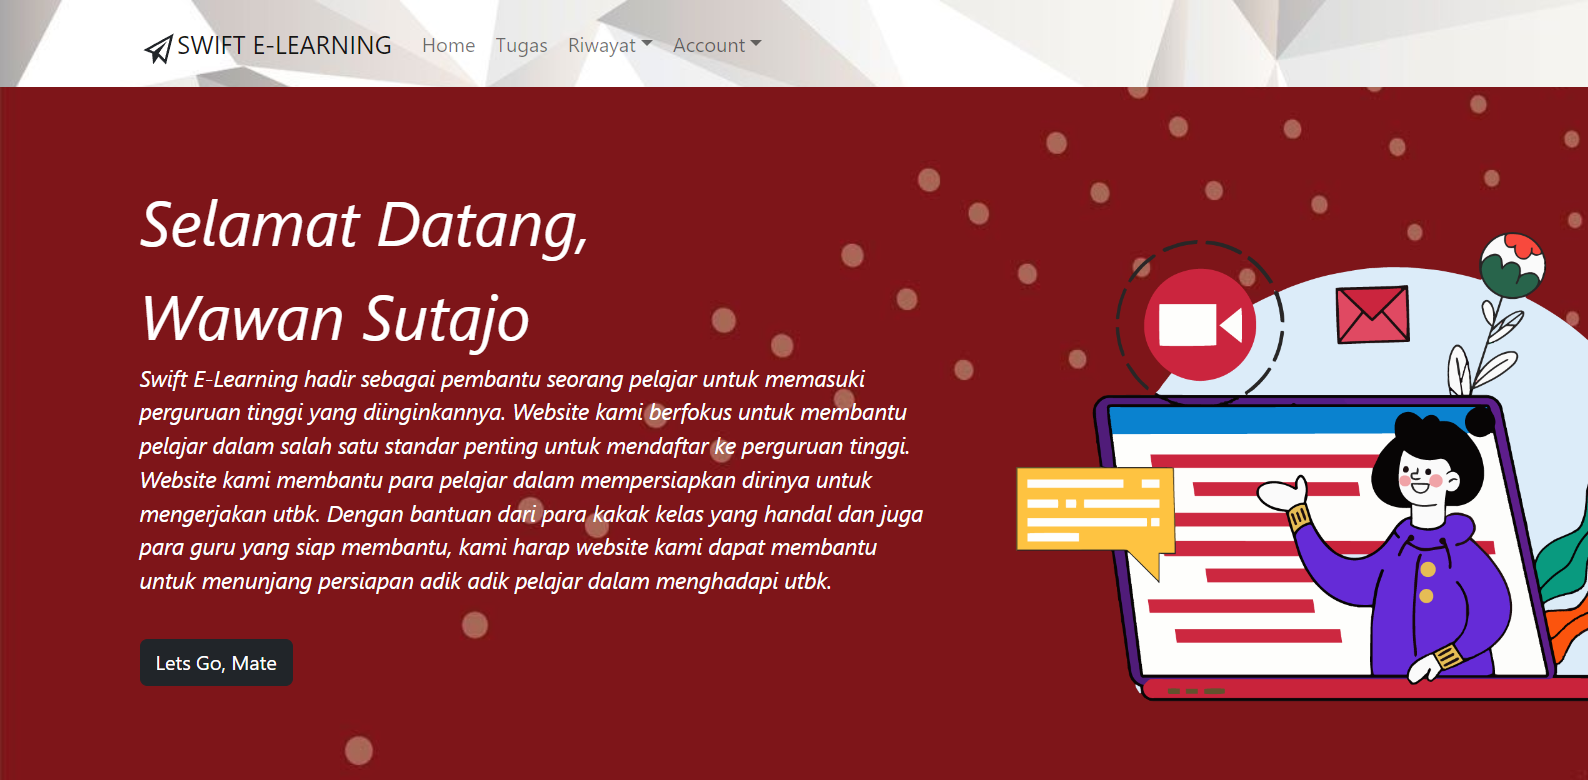 SWIFT E-LEARNING Home Tugas Riwayat Account
Selamat Datang,
Wawan Sutajo
Swift E-Learning hadir sebagai pembantu seorang pelajar untuk memasuki
perguruan tinggi yang diinginkannya. Website kami berfokus untuk membantu
pelajar dalam salah satu standar penting untuk mendaftar ke perguruan tinggi.
Website kami membantu para pelajar dalam mempersiapkan dirinya untuk
mengerjakan utbk. Dengan bantuan dari para kakak kelas yang handal dan juga
para guru yang siap membantu, kami harap website kami dapat membantu
untuk menunjang persiapan adik adik pelajar dalam menghadapi utbk.
Lets Go, Mate